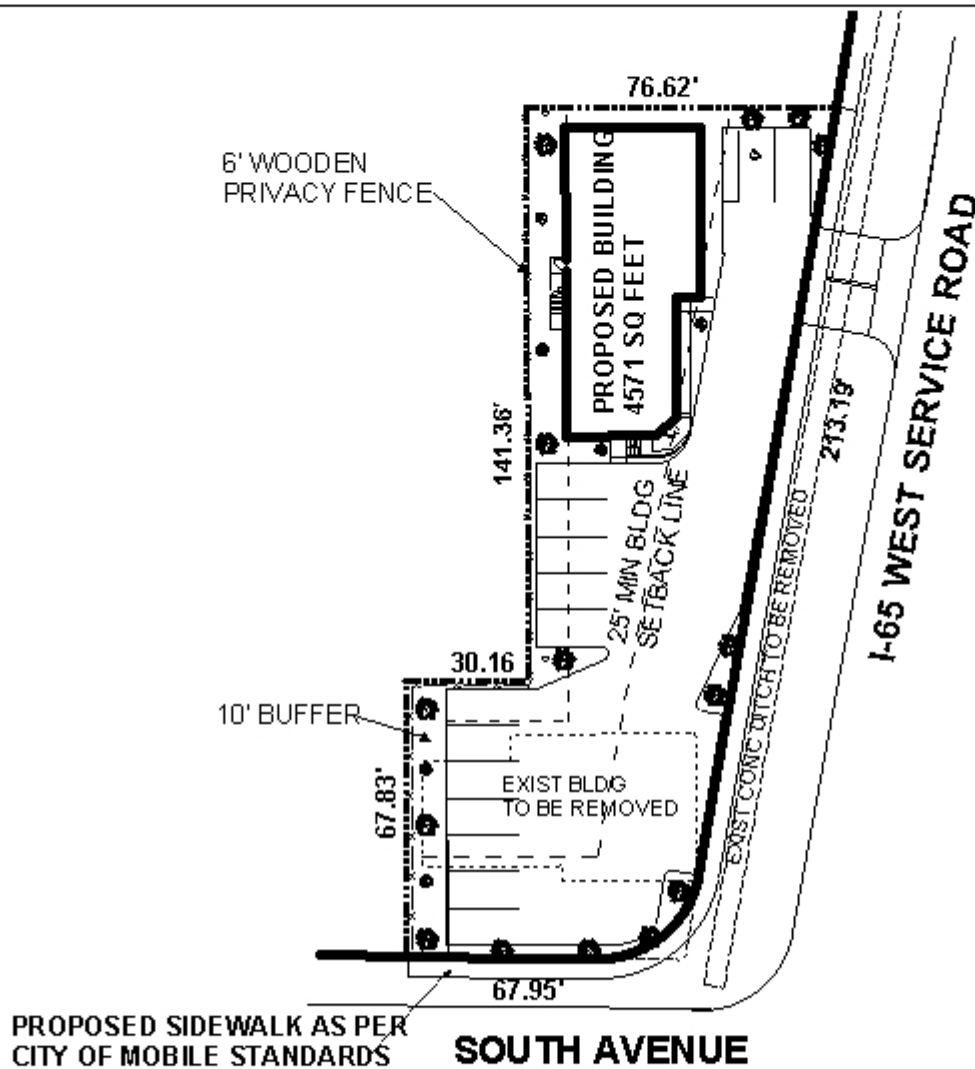 76.62'
6' WOODEN
PRIVACY FENCE
PROPOSED BUILDING
4571 SQ FEET
I-65 WEST SERVICE ROAD
213.19'
141.36'
25' MIN BLDG
SETBACK LINE
EXIST CONC DITCH TO BE REMOVED
30.16
10' BUFFER
67.83'
EXIST BLDG
TO BE REMOVED
67.95'
PROPOSED SIDEWALK AS PER
CITY OF MOBILE STANDARDS
SOUTH AVENUE